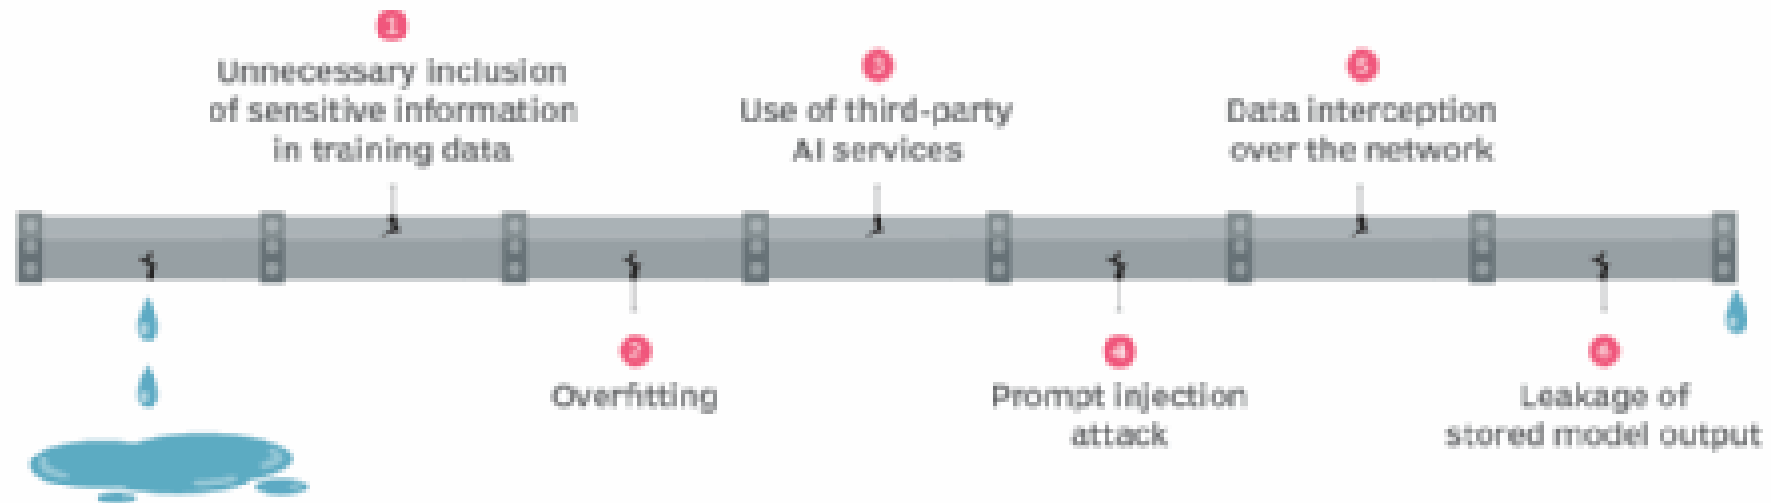 1
Unnecessary inclusion
of sensitive information
in training data
2
Overfitting
3
Use of third-party
AI services
4
Prompt injection
attack
5
Data interception
over the network
6
Leakage of
stored model output